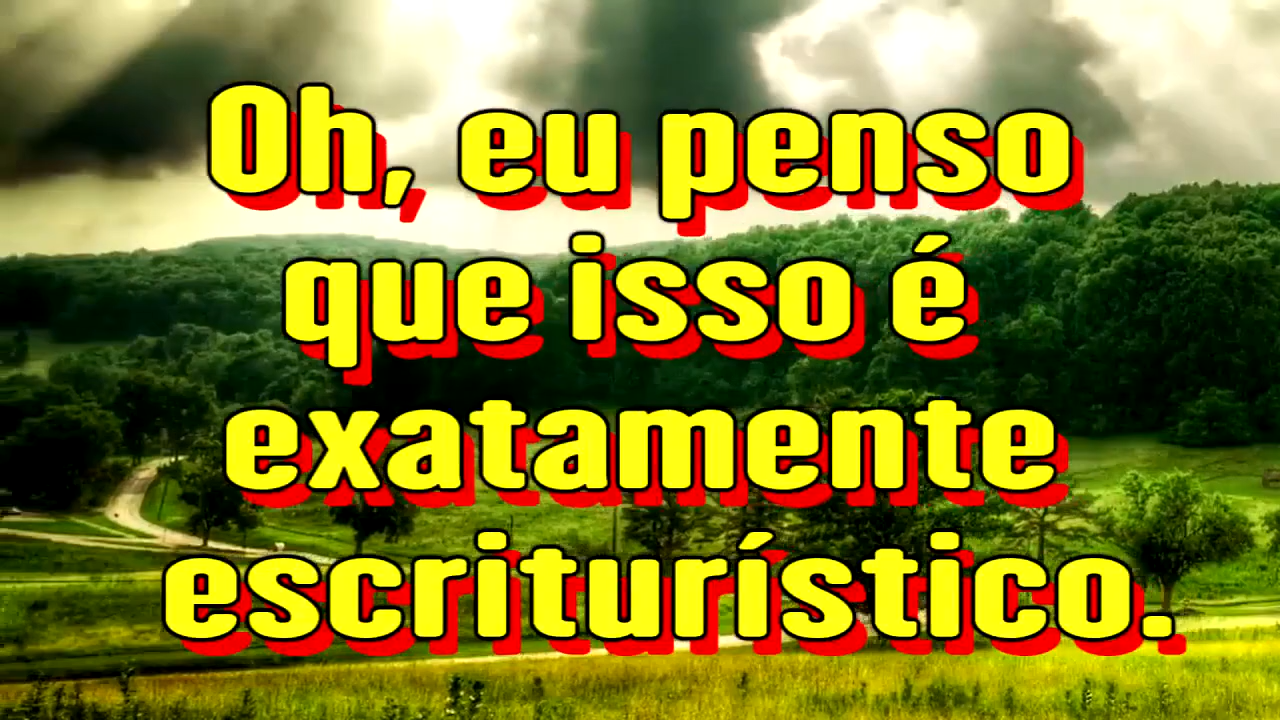 Oh, eu penso
que isso é
exatamente
escriturístico.